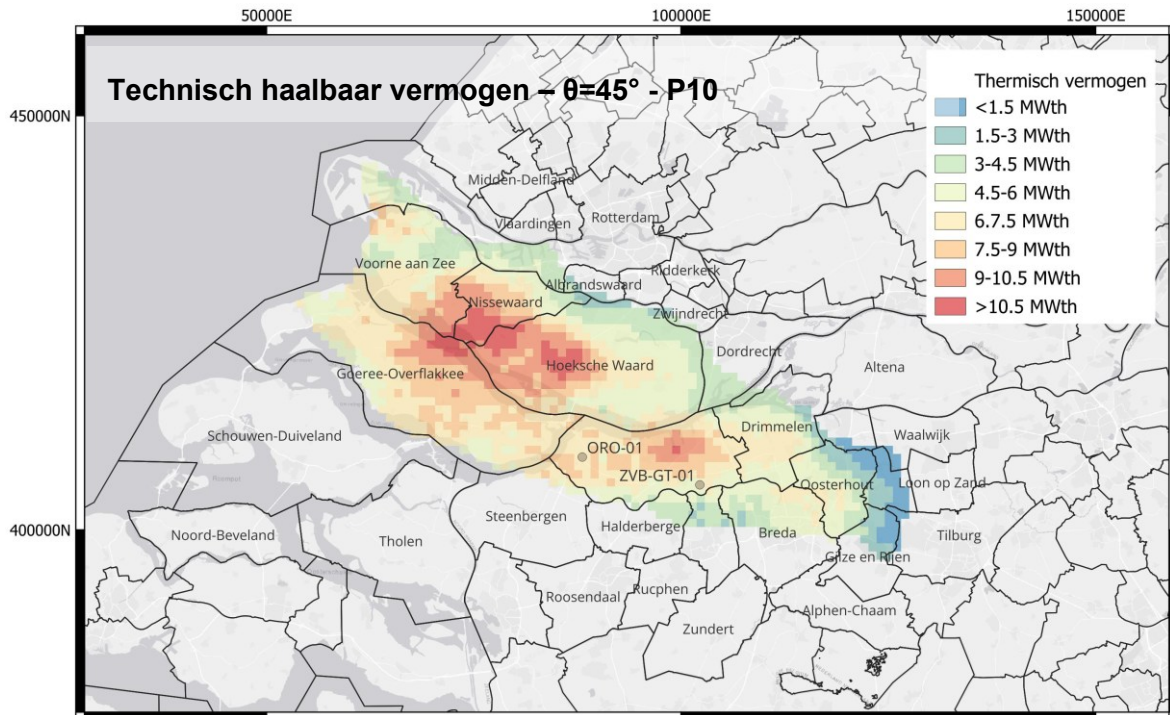 50000E
100000E
150000E
Technisch haalbaar vermogen – θ=45° - P10
Thermisch vermogen
<1.5 MWth
1.5-3 MWth
3-4.5 MWth
4.5-6 MWth
6.7.5 MWth
7.5-9 MWth
9-10.5 MWth
>10.5 MWth
450000N
Midden-Delfland
Vlaardingen
Rotterdam
Voorne aan Zee
Ridderkerk
Albrandswaard
Nissewaard
Zwijndrecht
Dordrecht
Hoeksche Waard
Goeree-Overflakkee
Altena
Drimmelen
Schouwen-Duiveland
Waalwijk
ORO-01
ZVB-GT-01
Oosterhout
Loon op Zand
Steenbergen
Halderberge
Breda
400000N
Noord-Beveland
Tholen
Tilburg
Gilze en Rijen
Roosendaal
Rucphen
Alphen-Chaam
Zundert